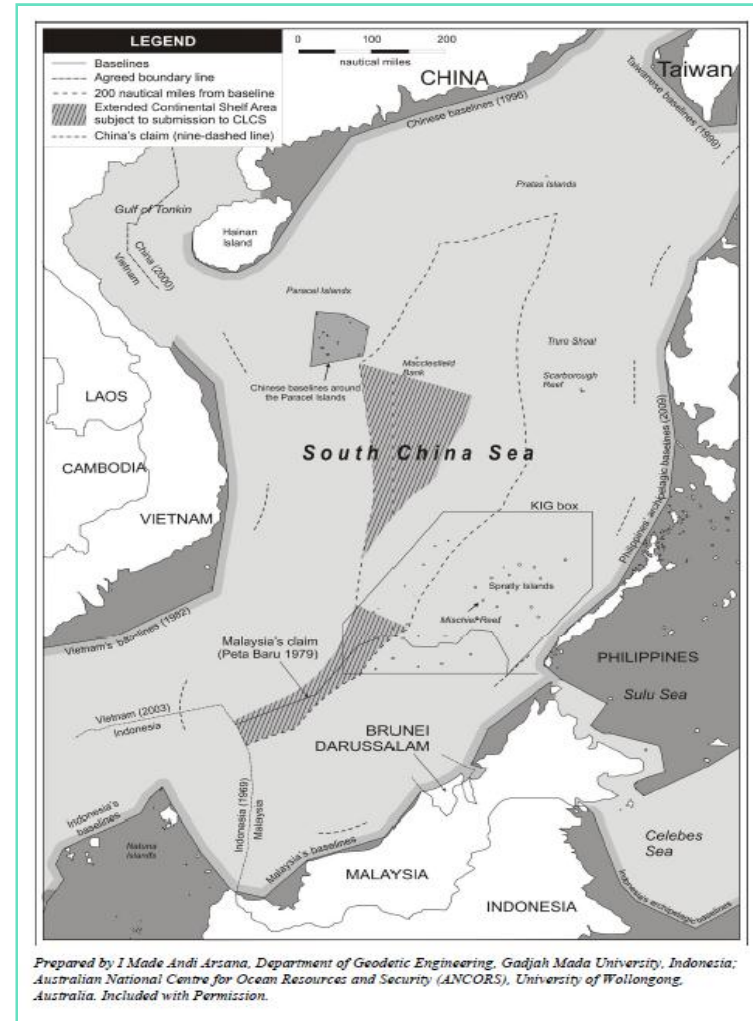 LEGEND
Baselines
Agreed boundary line
200 nautical miles from baseline
Extended Continental Shelf Area
subject to submission to CLCS
China's claim (nine-dashed line)
0 100 200
nautical miles
CHINA
Taiwan
Chinese baselines (1996)
Taiwanese baselines (1999)
Pratas Islands
Gulf of Tonkin
Hainan
Island
China (2000)
Vietnam
Paracel Islands
Truro Shoal
Macclesfield
Bank
Scarborough
Reef
Chinese baselines around
the Paracel Islands
LAOS
South China Sea
Philippines' archipelagic baselines (2009)
CAMBODIA
VIETNAM
KIG box
Spratly Islands
Mischief Reef
Vietnam's baselines (1982)
Malaysia's claim
(Peta Baru 1979)
PHILIPPINES
Sulu Sea
Vietnam (2003)
Indonesia
BRUNEI
DARUSSALAM
Indonesia (1969)
Malaysia
Indonesia's
baselines
Natuna
Islands
Malaysia's baselines
Celebes
Sea
MALAYSIA
INDONESIA
Indonesia's archipelagic baselines
Prepared by I Made Andi Arsana, Department of Geodetic Engineering, Gadjah Mada University, Indonesia;
Australian National Centre for Ocean Resources and Security (ANCORS), University of Wollongong,
Australia. Included with Permission.